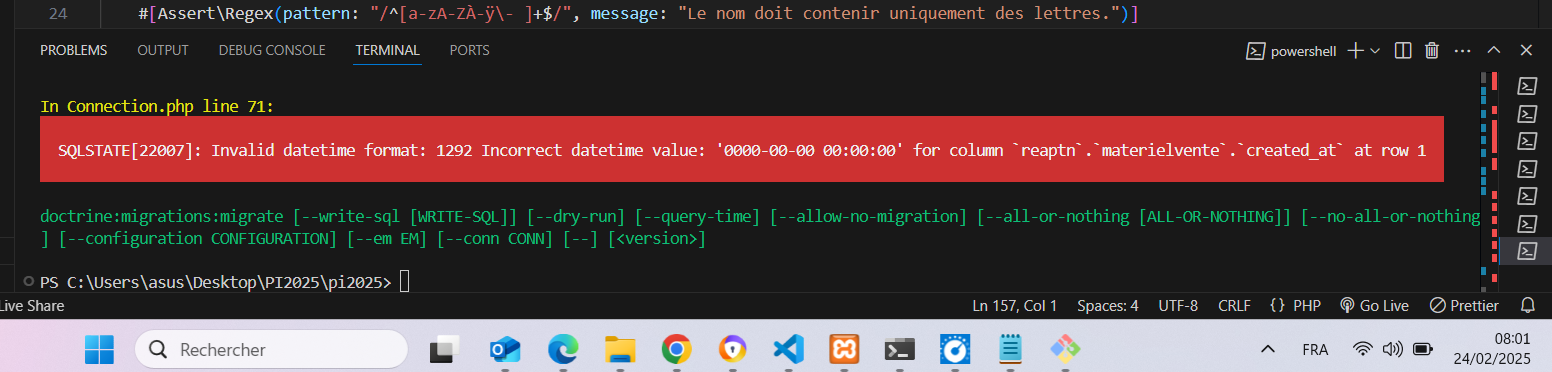 24 #[Assert\Regex(pattern: "/^[a-zA-ZÀ-ÿ\- ]+$/", message: "Le nom doit contenir uniquement des lettres.")]
PROBLEMS OUTPUT DEBUG CONSOLE TERMINAL PORTS powershell
In Connection.php line 71:
SQLSTATE[22007]: Invalid datetime format: 1292 Incorrect datetime value: '0000-00-00 00:00:00' for column `reaptn`.`materielvente`.`created_at` at row 1
doctrine:migrations:migrate [--write-sql [WRITE-SQL]] [--dry-run] [--query-time] [--allow-no-migration] [--all-or-nothing [ALL-OR-NOTHING]] [--no-all-or-nothing
] [--configuration CONFIGURATION] [--em EM] [--conn CONN] [--] [<version>]
PS C:\Users\asus\Desktop\PI2025\pi2025>
Live Share Ln 157, Col 1 Spaces: 4 UTF-8 CRLF {} PHP Go Live Prettier
Rechercher FRA 08:01
24/02/2025